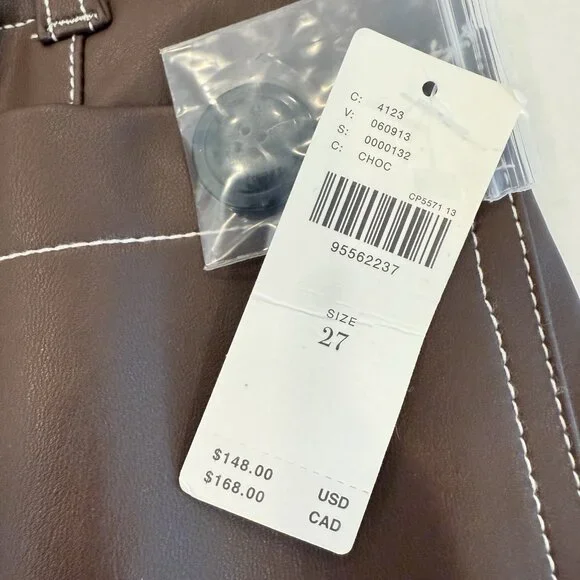 C: 4123
V: 060913
S: 0000132
C: CHOC
CP5571 13
95562237
SIZE
27
$148.00 USD
$168.00 CAD